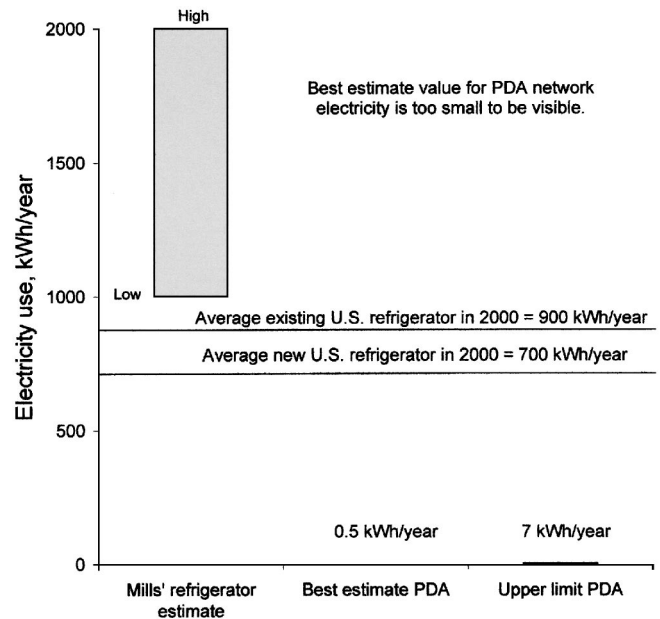 High
2000
Best estimate value for PDA network
electricity is too small to be visible.
1500
Electricity use, kWh/year
Low
1000
Average existing U.S. refrigerator in 2000 = 900 kWh/year
Average new U.S. refrigerator in 2000 = 700 kWh/year
500
0.5 kWh/year
7 kWh/year
0
Mills' refrigerator
estimate
Best estimate PDA
Upper limit PDA